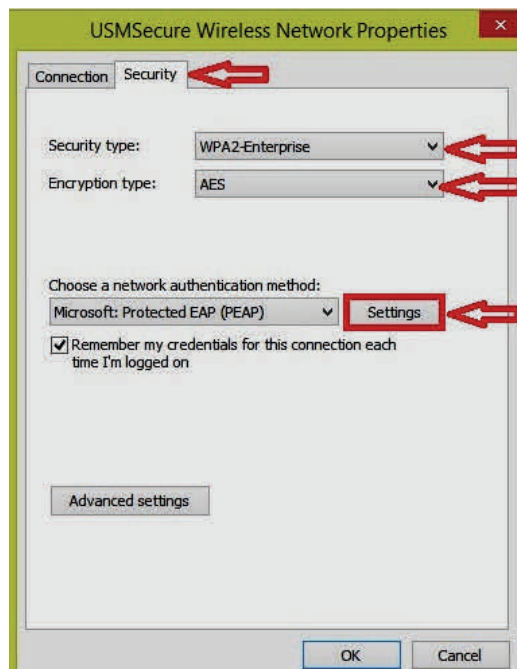 USMSecure Wireless Network Properties
Connection Security
Security type: WPA2-Enterprise
Encryption type: AES
Choose a network authentication method:
Microsoft: Protected EAP (PEAP) Settings
Remember my credentials for this connection each
time I'm logged on
Advanced settings
OK Cancel